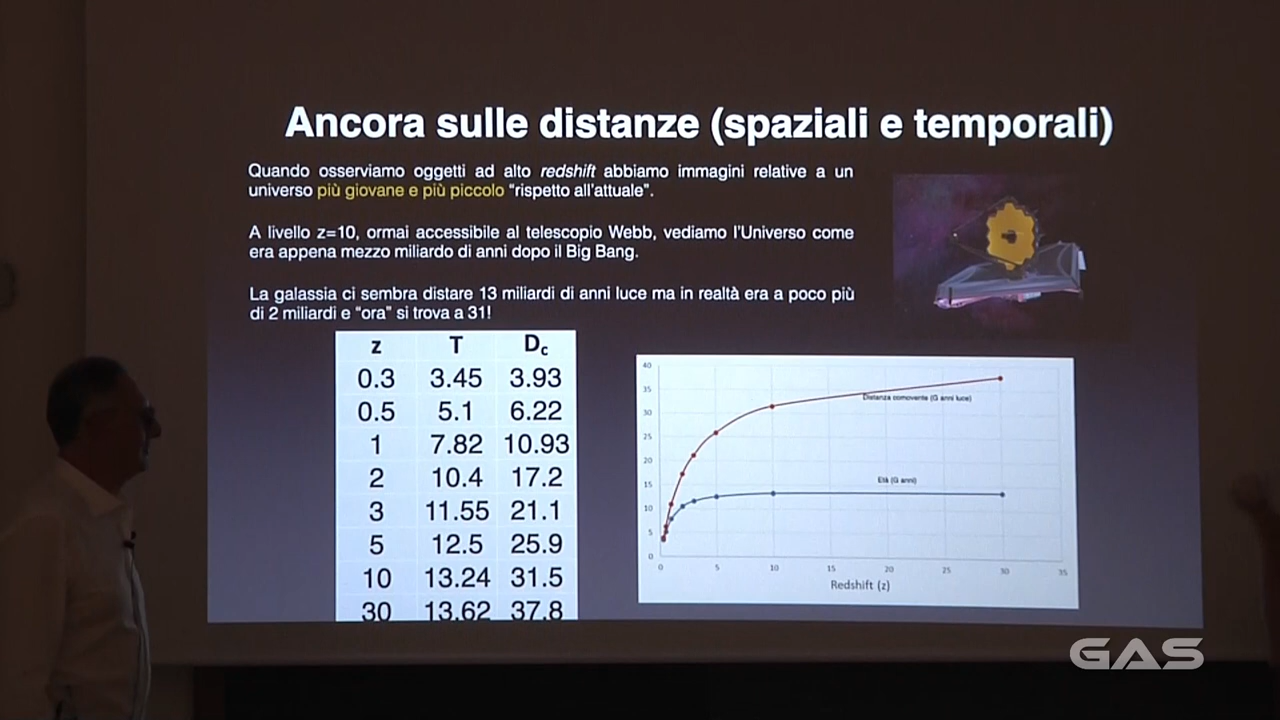 Ancora sulle distanze (spaziali e temporali)
Quando osserviamo oggetti ad alto redshift abbiamo immagini relative a un
universo più giovane e più piccolo “rispetto all’attuale”.
A livello z=10, ormai accessibile al telescopio Webb, vediamo l’Universo come
era appena mezzo miliardo di anni dopo il Big Bang.
La galassia ci sembra distare 13 miliardi di anni luce ma in realtà era a poco più
di 2 miliardi e “ora” si trova a 31!
z T Dc
0.3 3.45 3.93
0.5 5.1 6.22
1 7.82 10.93
2 10.4 17.2
3 11.55 21.1
5 12.5 25.9
10 13.24 31.5
30 13.62 37.8
40
35
30
25
20
15
10
5
0
Distanza comovente (G anni luce)
Età (G anni)
0 5 10 15 20 25 30 35
Redshift (z)
GAS